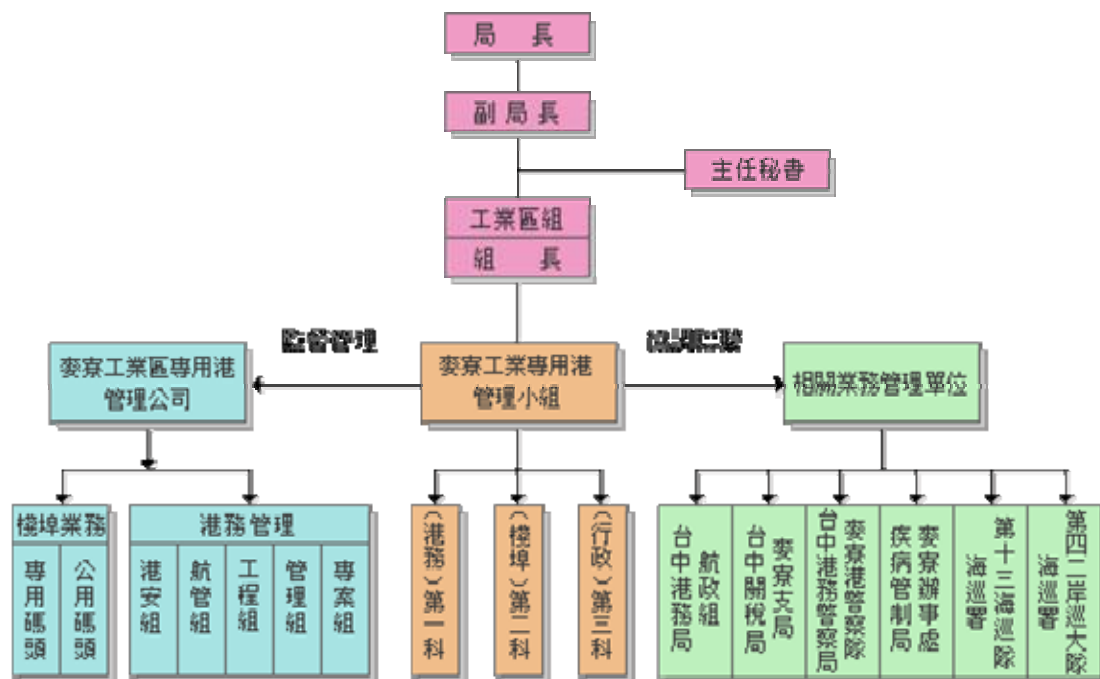 局 長
副局長
主任秘書
工業區組
組 長
監督管理
麥寮工業區專用港
管理公司
麥寮工業專用港
管理小組
相關業務管理單位
棧埠業務
專用碼頭
公用碼頭
港務管理
港安組
航管組
工程組
管理組
專案組
(港務)第一科
(棧埠)第二科
(行政)第三科
台中港務局
航政組
台中關稅局
麥寮支局
台中港務警察局
麥寮港警察隊
疾病管制局
麥寮辦事處
海巡署
第十三海巡隊
海巡署
第四二岸巡大隊